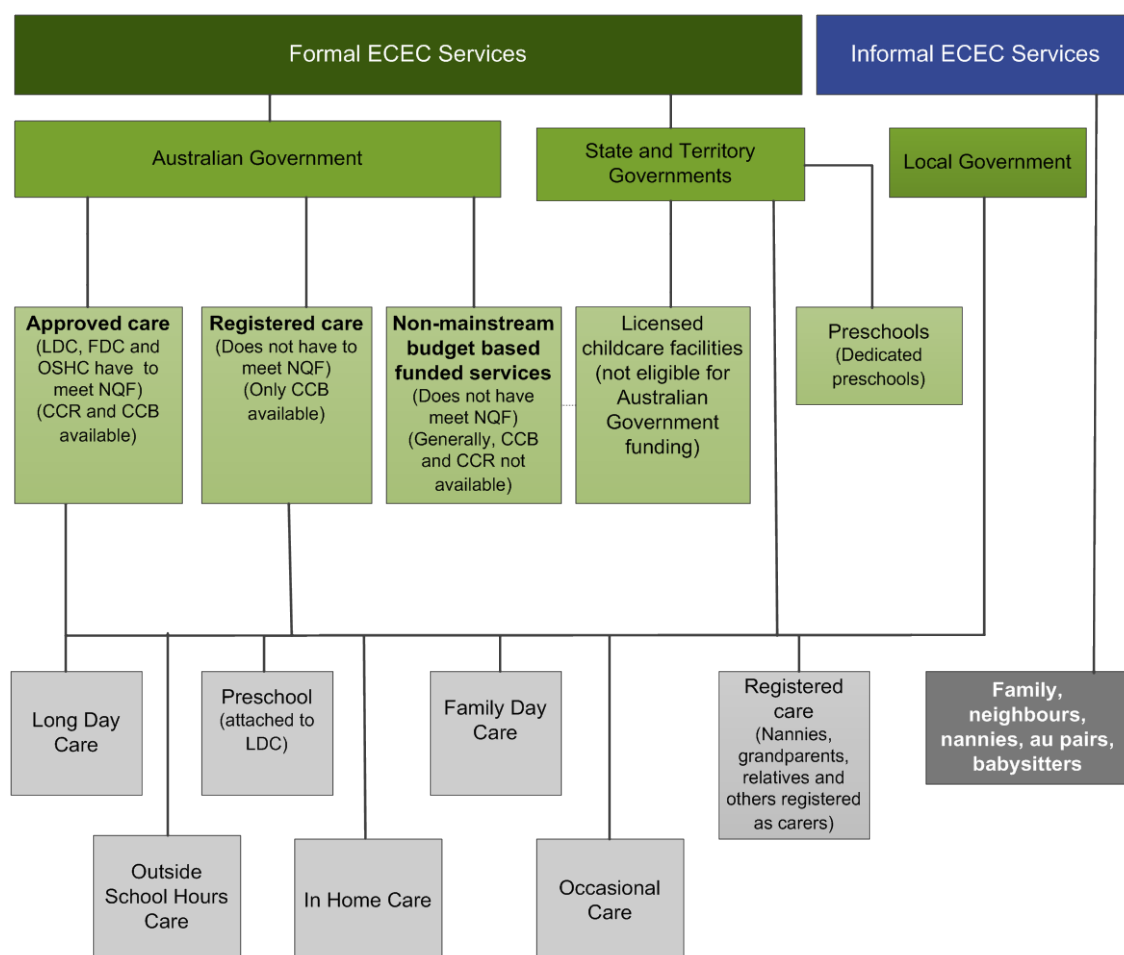 Formal ECEC Services
Informal ECEC Services
Australian Government
State and Territory
Governments
Local Government
Approved care
(LDC, FDC and
OSHC have to
meet NQF)
(CCR and CCB
available)
Registered care
(Does not have to
meet NQF)
(Only CCB
available)
Non-mainstream
budget based
funded services
(Does not have
meet NQF)
(Generally, CCB
and CCR not
available)
Licensed
childcare facilities
(not eligible for
Australian
Government
funding)
Preschools
(Dedicated
preschools)
Long Day
Care
Preschool
(attached to
LDC)
Family Day
Care
Registered
care
(Nannies,
grandparents,
relatives and
others registered
as carers)
Family,
neighbours,
nannies, au pairs,
babysitters
Outside
School Hours
Care
In Home Care
Occasional
Care